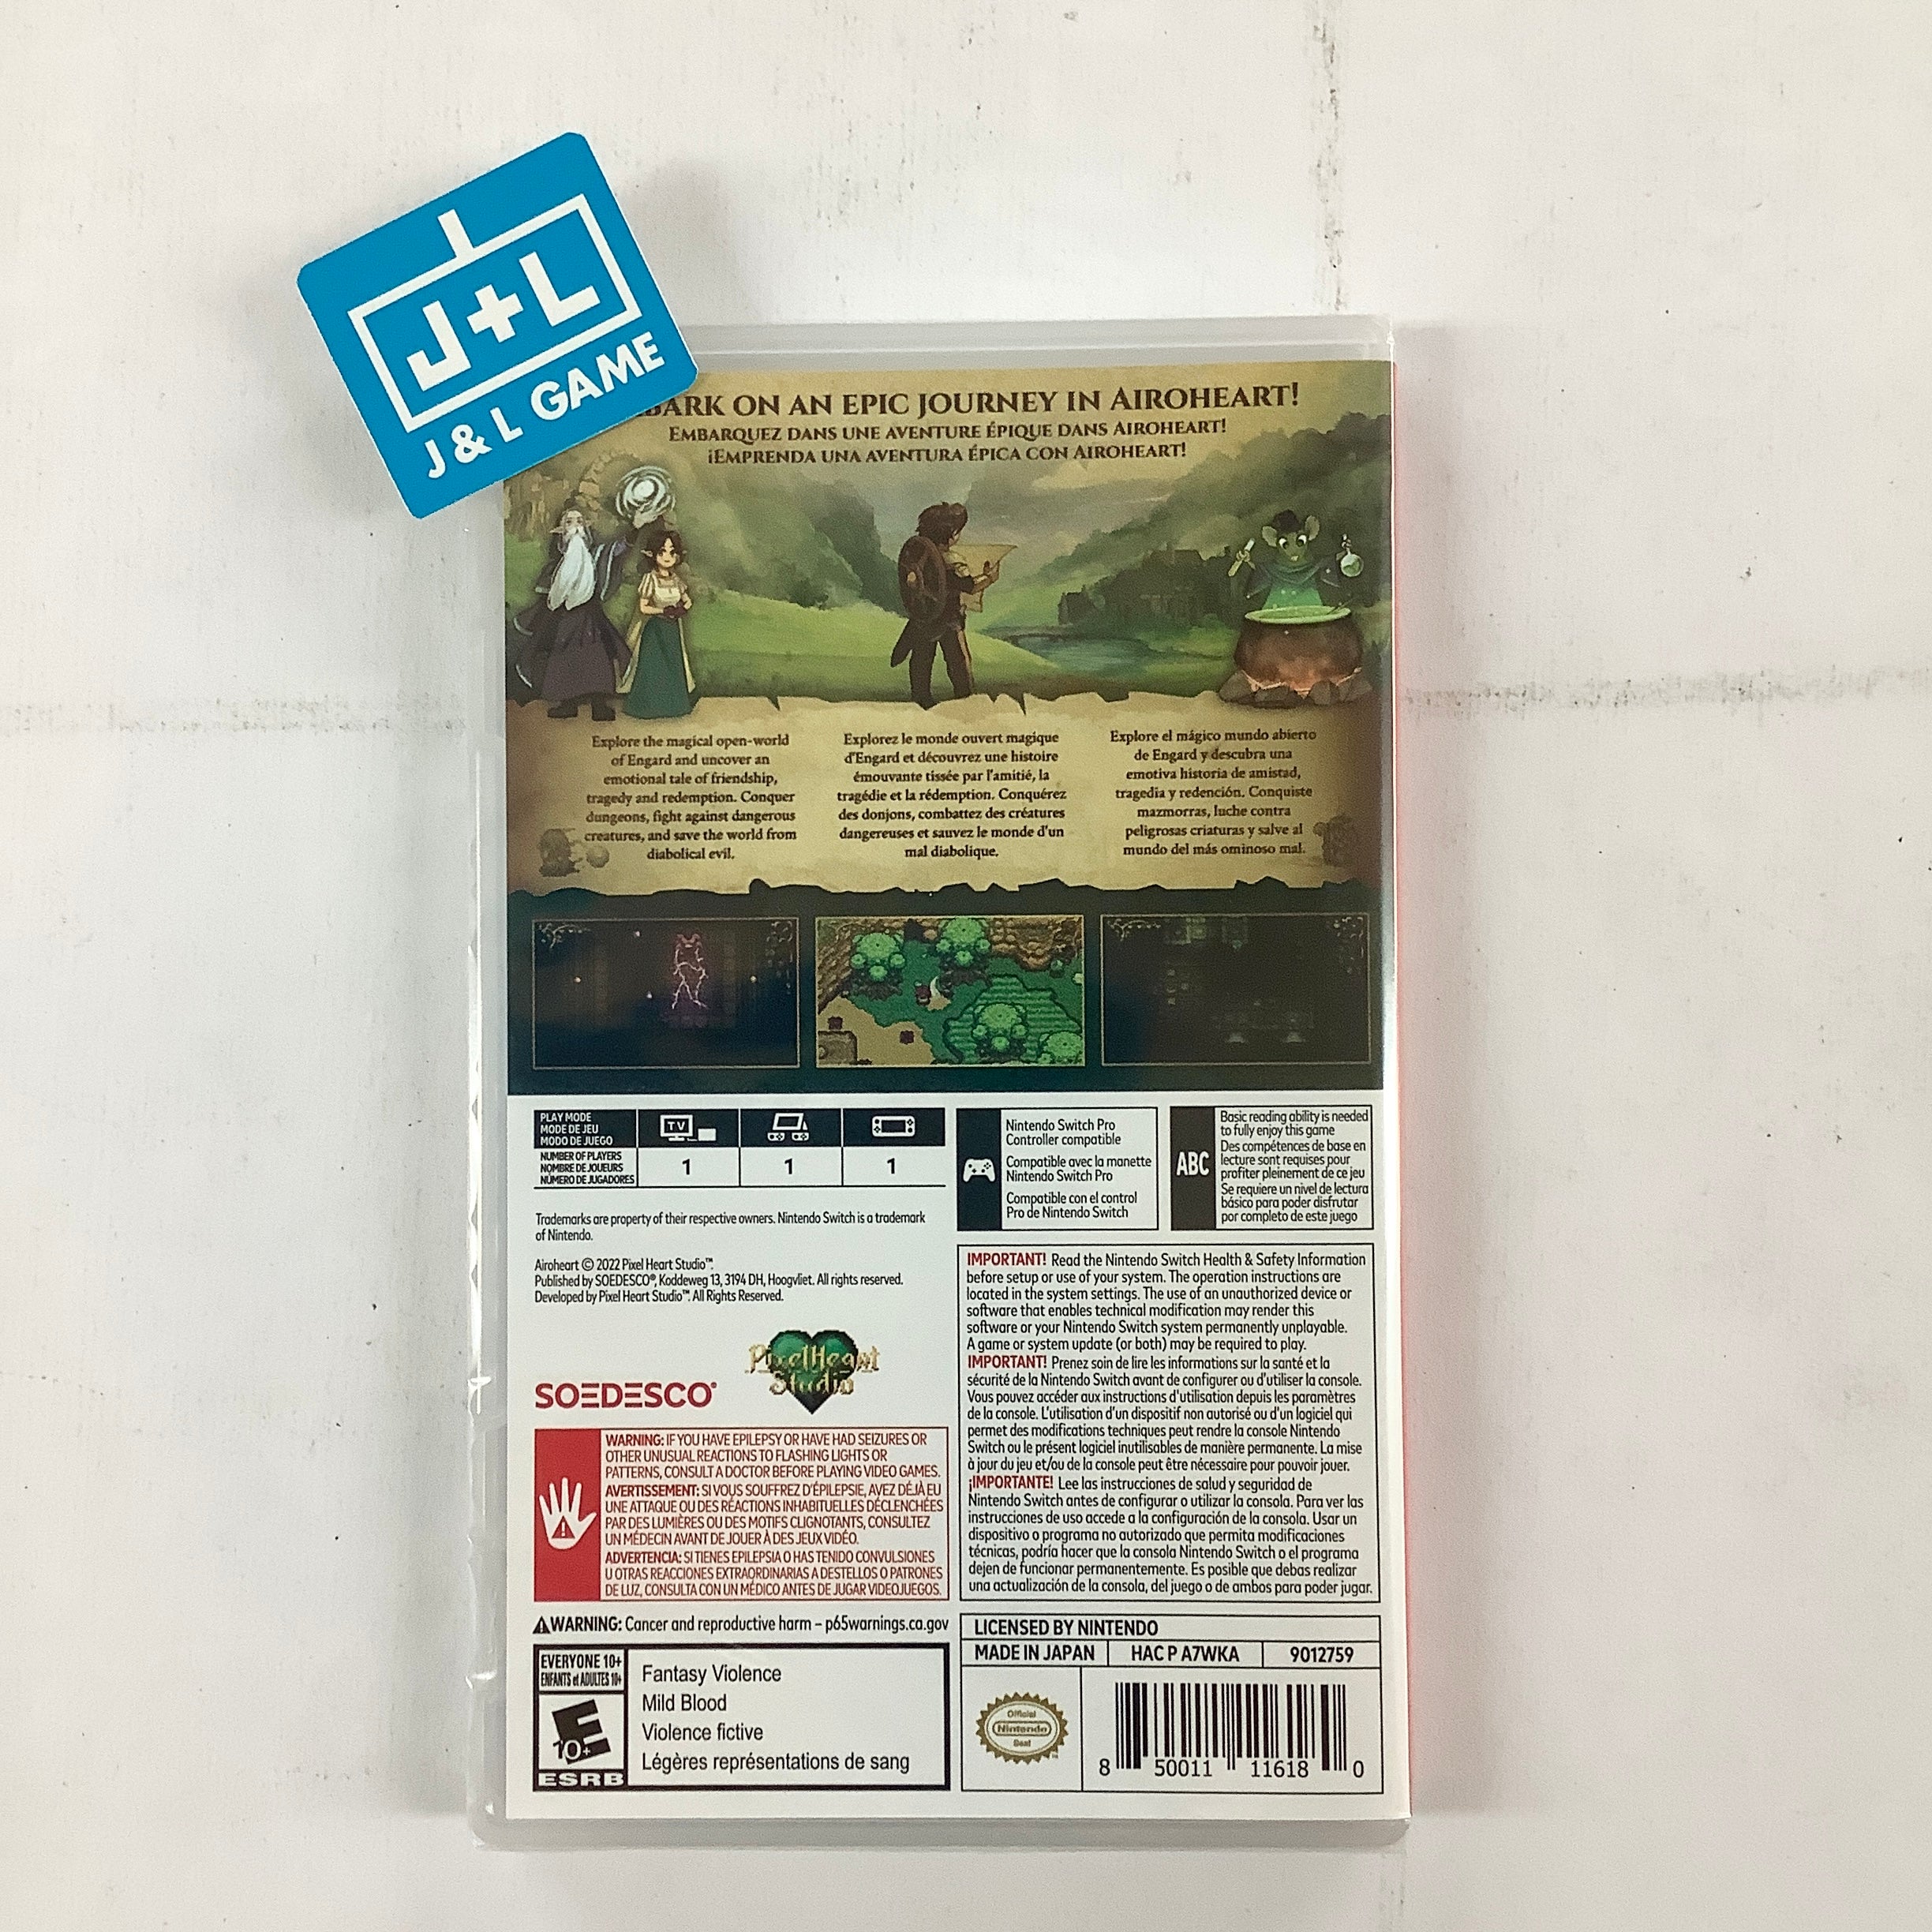 J+L
J & L GAME
BARK ON AN EPIC JOURNEY IN AIROHEART!
EMBARQUEZ DANS UNE AVENTURE ÉPIQUE DANS AIROHEART!
¡EMPRENDA UNA AVENTURA ÉPICA CON AIROHEART!
Explore the magical open-world
of Engard and uncover an
emotional tale of friendship,
tragedy and redemption. Conquer
dungeons, fight against dangerous
creatures, and save the world from
diabolical evil.
Explorez le monde ouvert magique
d'Engard et découvrez une histoire
émouvante tissée par l'amitié, la
tragédie et la rédemption. Conquérez
des donjons, combattez des créatures
dangereuses et sauvez le monde d'un
mal diabolique.
Explore el mágico mundo abierto
de Engard y descubra una
emotiva historia de amistad,
tragedia y redención. Conquiste
mazmorras, luche contra
peligrosas criaturas y salve al
mundo del más ominoso mal.
PLAY MODE
MODE DE JEU
MODO DE JUEGO
TV
NUMBER OF PLAYERS
NOMBRE DE JOUEURS
NÚMERO DE JUGADORES
1 1 1
Nintendo Switch Pro
Controller compatible
Compatible avec la manette
Nintendo Switch Pro
Compatible con el control
Pro de Nintendo Switch
ABC
Basic reading ability is needed
to fully enjoy this game
Des compétences de base en
lecture sont requises pour
profiter pleinement de ce jeu
Se requiere un nivel de lectura
básico para poder disfrutar
por completo de este juego
Trademarks are property of their respective owners. Nintendo Switch is a trademark
of Nintendo.
Airoheart © 2022 Pixel Heart Studio™.
Published by SOEDESCO®, Koddeweg 13, 3194 DH, Hoogvliet. All rights reserved.
Developed by Pixel Heart Studio™. All Rights Reserved.
SOEDESCO®
PixelHeart
Studio
IMPORTANT! Read the Nintendo Switch Health & Safety Information
before setup or use of your system. The operation instructions are
located in the system settings. The use of an unauthorized device or
software that enables technical modification may render this
software or your Nintendo Switch system permanently unplayable.
A game or system update (or both) may be required to play.
IMPORTANT! Prenez soin de lire les informations sur la santé et la
sécurité de la Nintendo Switch avant de configurer ou d'utiliser la console.
Vous pouvez accéder aux instructions d'utilisation depuis les paramètres
de la console. L'utilisation d'un dispositif non autorisé ou d'un logiciel qui
permet des modifications techniques peut rendre la console Nintendo
Switch ou le présent logiciel inutilisables de manière permanente. La mise
à jour du jeu et/ou de la console peut être nécessaire pour pouvoir jouer.
¡IMPORTANTE! Lee las instrucciones de salud y seguridad de
Nintendo Switch antes de configurar o utilizar la consola. Para ver las
instrucciones de uso accede a la configuración de la consola. Usar un
dispositivo o programa no autorizado que permita modificaciones
técnicas, podría hacer que la consola Nintendo Switch o el programa
dejen de funcionar permanentemente. Es posible que debas realizar
una actualización de la consola, del juego o de ambos para poder jugar.
WARNING: IF YOU HAVE EPILEPSY OR HAVE HAD SEIZURES OR
OTHER UNUSUAL REACTIONS TO FLASHING LIGHTS OR
PATTERNS, CONSULT A DOCTOR BEFORE PLAYING VIDEO GAMES.
AVERTISSEMENT: SI VOUS SOUFFREZ D'ÉPILEPSIE, AVEZ DÉJÀ EU
UNE ATTAQUE OU DES RÉACTIONS INHABITUELLES DÉCLENCHÉES
PAR DES LUMIÈRES OU DES MOTIFS CLIGNOTANTS, CONSULTEZ
UN MÉDECIN AVANT DE JOUER À DES JEUX VIDÉO.
ADVERTENCIA: SI TIENES EPILEPSIA O HAS TENIDO CONVULSIONES
U OTRAS REACCIONES EXTRAORDINARIAS A DESTELLOS O PATRONES
DE LUZ, CONSULTA CON UN MÉDICO ANTES DE JUGAR VIDEOJUEGOS.
⚠WARNING: Cancer and reproductive harm – p65warnings.ca.gov
EVERYONE 10+
ENFANTS et ADULTES 10+
E
10+
ESRB
Fantasy Violence
Mild Blood
Violence fictive
Légères représentations de sang
LICENSED BY NINTENDO
MADE IN JAPAN HAC P A7WKA 9012759
Official
Nintendo
Seal
8 50011 11618 0